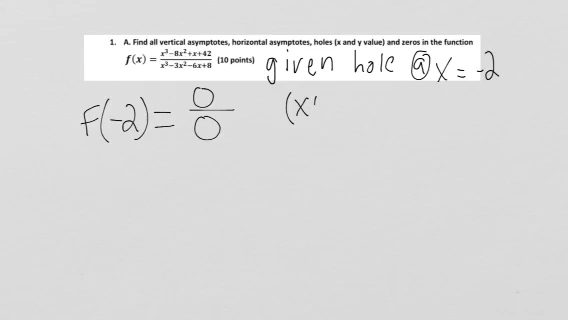 1. A. Find all vertical asymptotes, horizontal asymptotes, holes (x and y value) and zeros in the function
f(x) = x³−8x²+x+42 / x³−3x²−6x+8 (10 points) given hole @ x = -2
F(-2) = 0/0 (x'